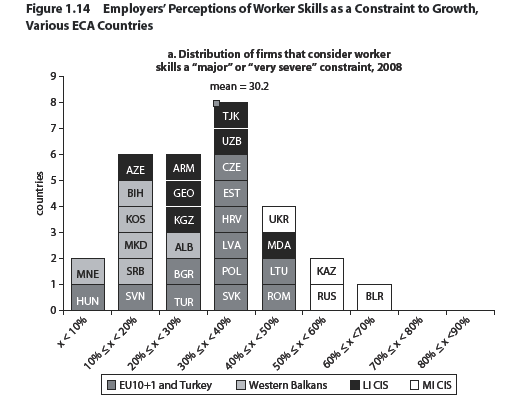 Figure 1.14 Employers' Perceptions of Worker Skills as a Constraint to Growth,
Various ECA Countries
a. Distribution of firms that consider worker
skills a "major" or "very severe" constraint, 2008
mean = 30.2
9
8
7
6
5
4
3
2
1
0
countries
TJK
UZB
AZE ARM CZE
BIH GEO EST
KOS KGZ HRV UKR
MKD ALB LVA MDA
MNE SRB BGR POL LTU KAZ
HUN SVN TUR SVK ROM RUS BLR
x < 10%
10% ≤ x < 20%
20% ≤ x < 30%
30% ≤ x < 40%
40% ≤ x < 50%
50% ≤ x < 60%
60% ≤ x <70%
70% ≤ x < 80%
80% ≤ x <90%
EU10+1 and Turkey Western Balkans LI CIS MI CIS